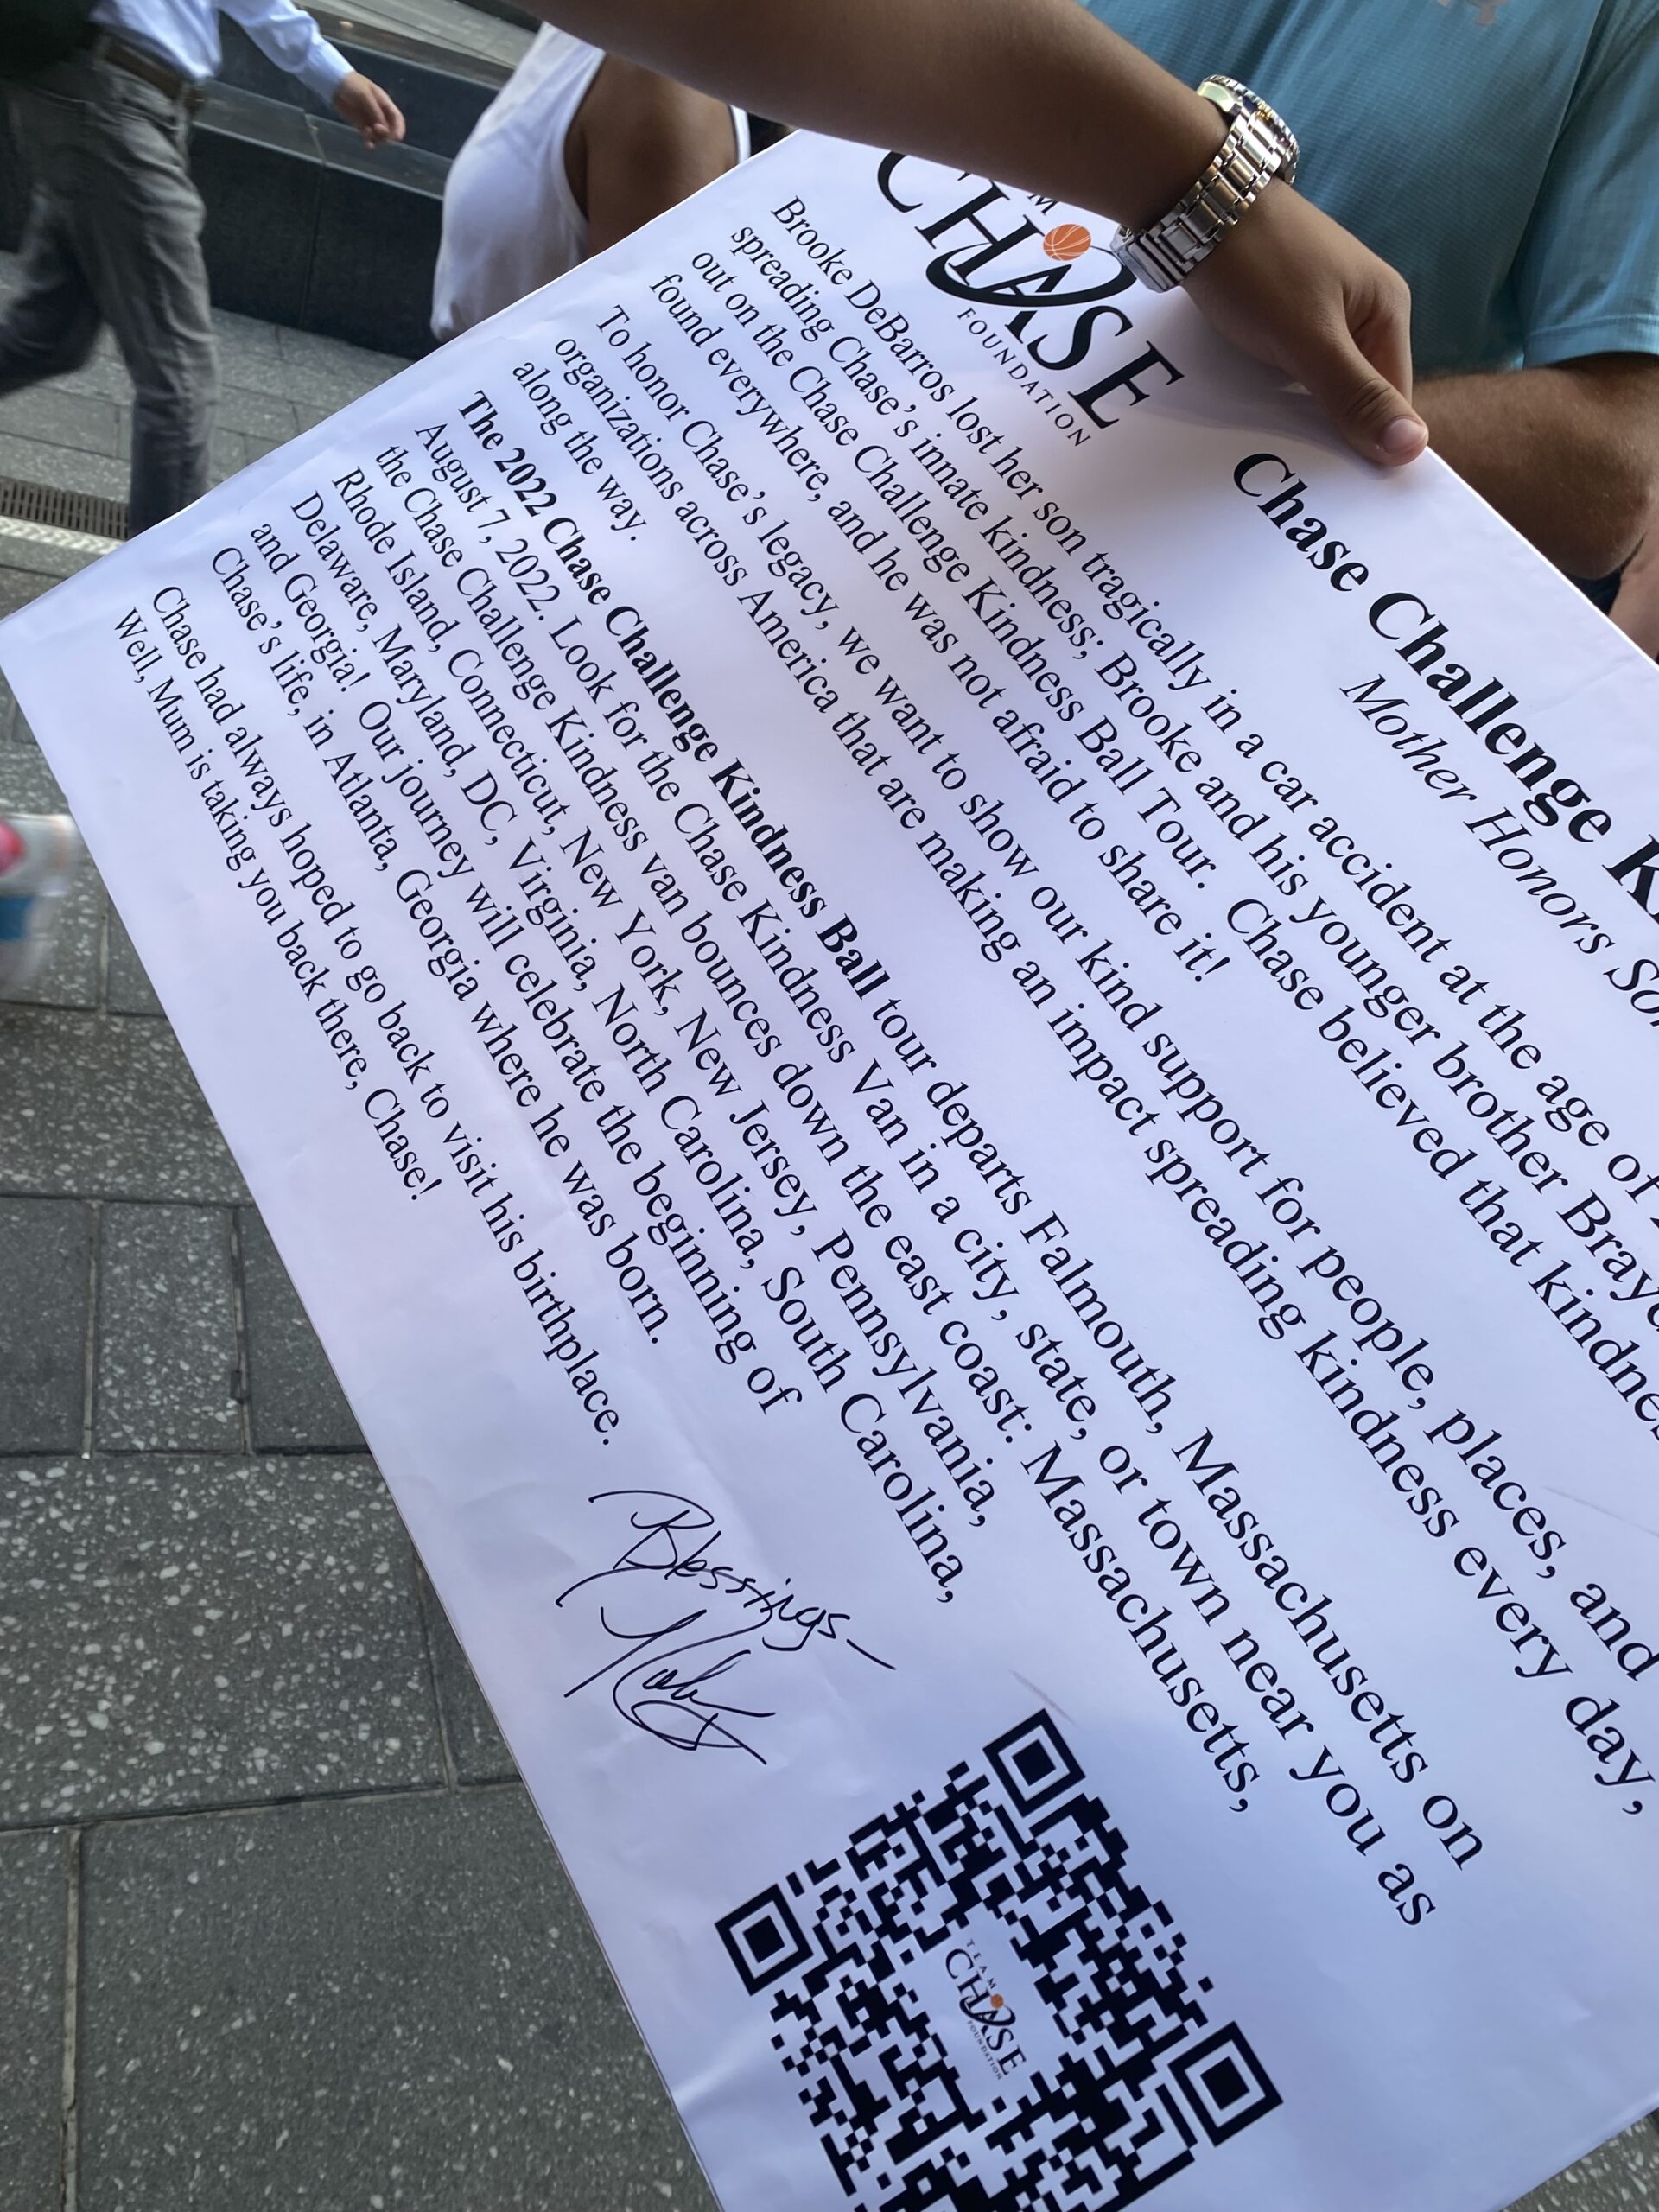 M
CHASE
FOUNDATION
Chase Challenge
Mother Honors
Brooke DeBarros lost her son tragically in a car accident at the age of
spreading Chase's innate kindness; Brooke and his younger brother
out on the Chase Challenge Kindness Ball Tour. Chase believed that
found everywhere, and he was not afraid to share it!
To honor Chase's legacy, we want to show our kind support for people, places, and
organizations across America that are making an impact spreading kindness every day,
along the way.
The 2022 Chase Challenge Kindness Ball tour departs Falmouth, Massachusetts on
August 7, 2022. Look for the Chase Kindness Van in a city, state, or town near you as
the Chase Challenge Kindness van bounces down the east coast: Massachusetts,
Rhode Island, Connecticut, New York, New Jersey, Pennsylvania,
Delaware, Maryland, DC, Virginia, North Carolina, South Carolina,
and Georgia! Our journey will celebrate the beginning of
Chase's life, in Atlanta, Georgia where he was born.
Chase had always hoped to go back to visit his birthplace.
Well, Mum is taking you back there, Chase!
Blessings-
TEAM
CHASE
FOUNDATION